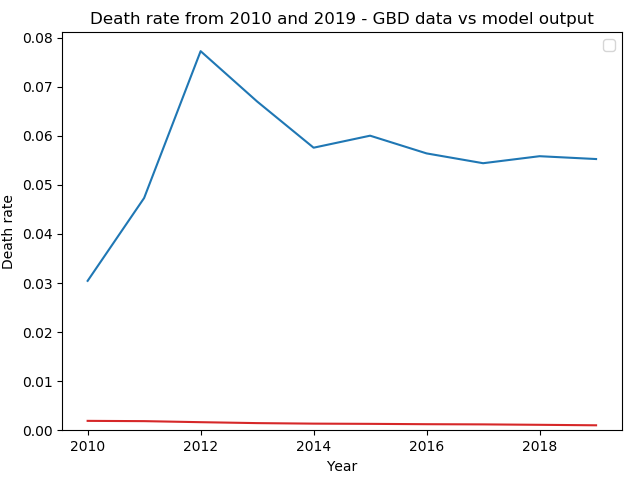 Death rate from 2010 and 2019 - GBD data vs model output
0.08
0.07
0.06
0.05
0.04
0.03
0.02
0.01
0.00
Death rate
2010 2012 2014 2016 2018
Year